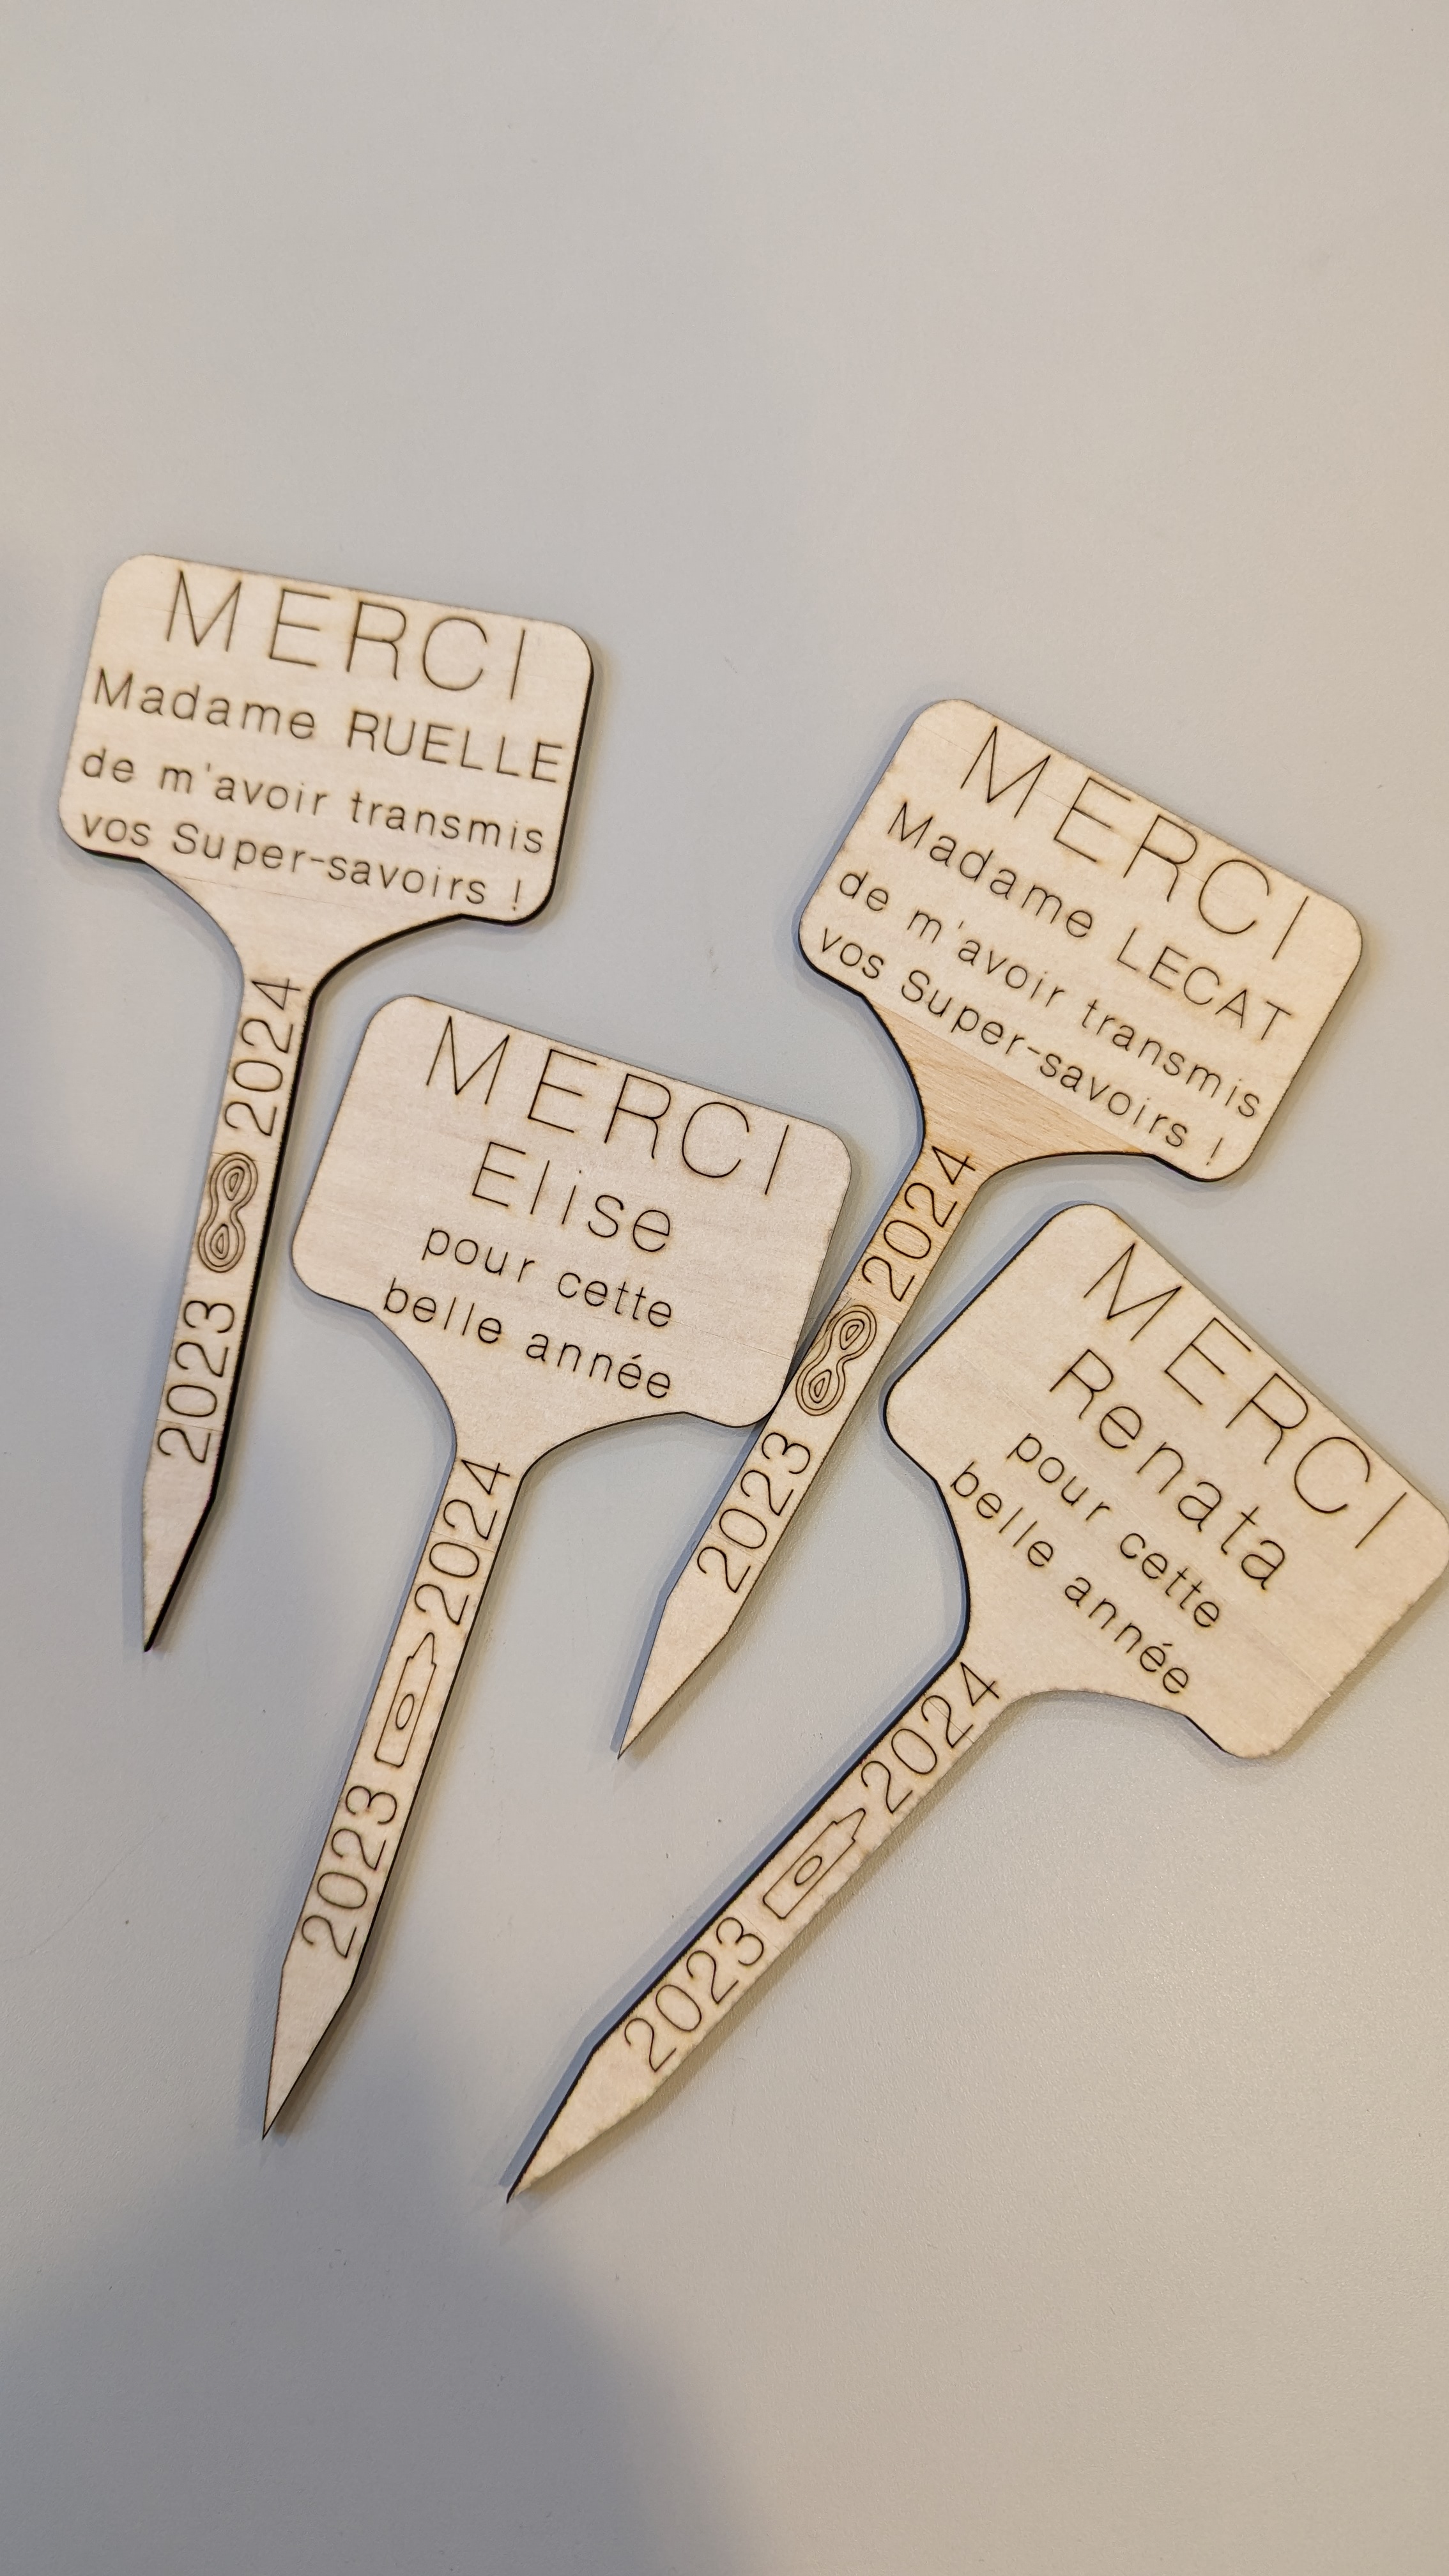 MERCI
Madame RUELLE
de m'avoir transmis
vos Super-savoirs !
2023 2024
MERCI
Elise
pour cette
belle année
2023 2024
MERCI
Madame LECAT
de m'avoir transmis
vos Super-savoirs !
2023 2024
MERCI
Renata
pour cette
belle année
2023 2024